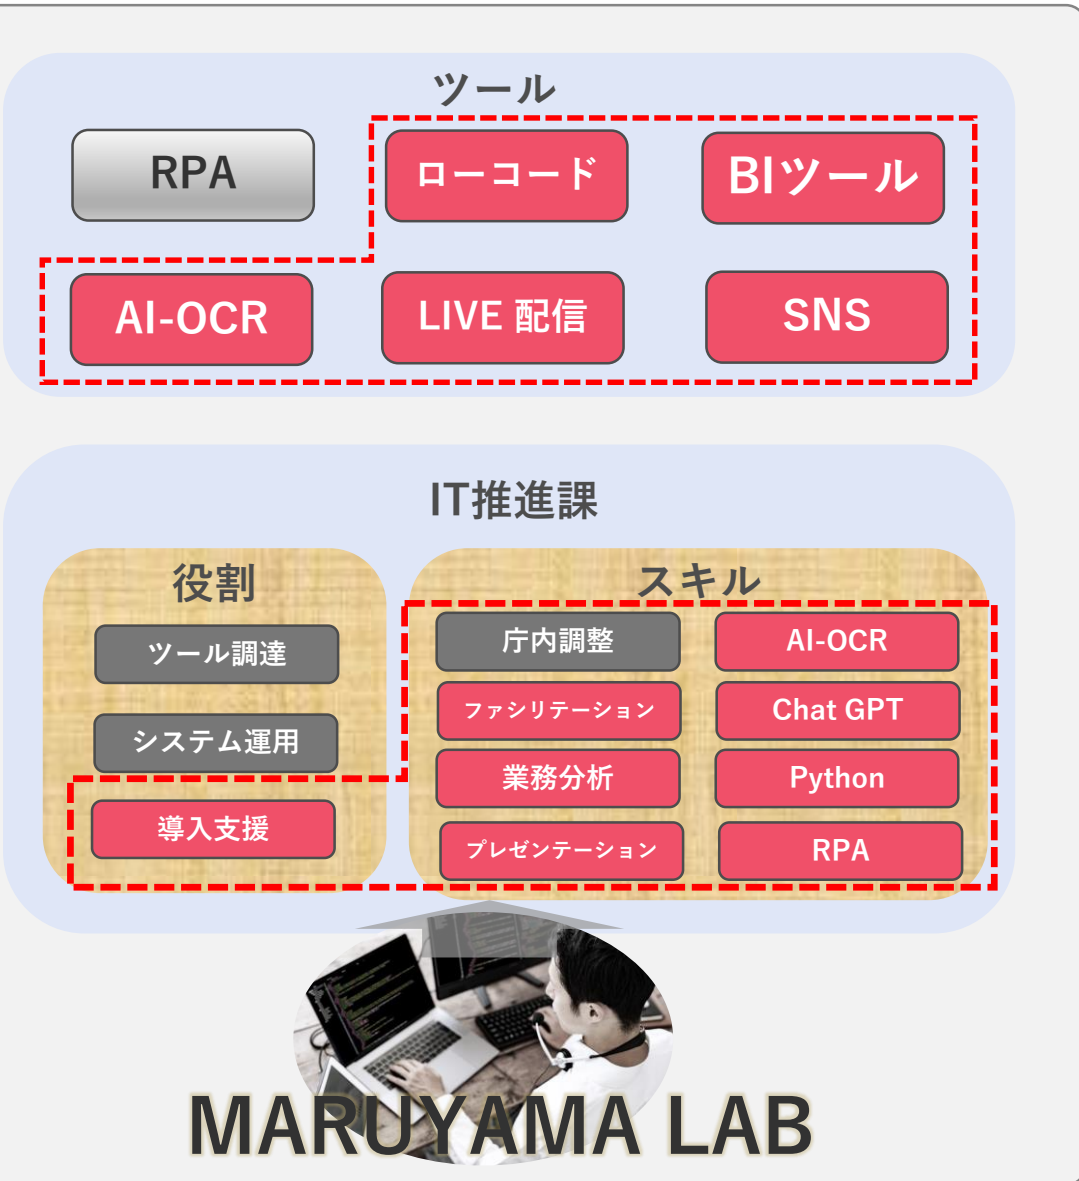 ツール
RPA
ローコード
BIツール
AI-OCR
LIVE 配信
SNS
IT推進課
役割
ツール調達
システム運用
導入支援
スキル
庁内調整
AI-OCR
ファシリテーション
Chat GPT
業務分析
Python
プレゼンテーション
RPA
MARUYAMA LAB